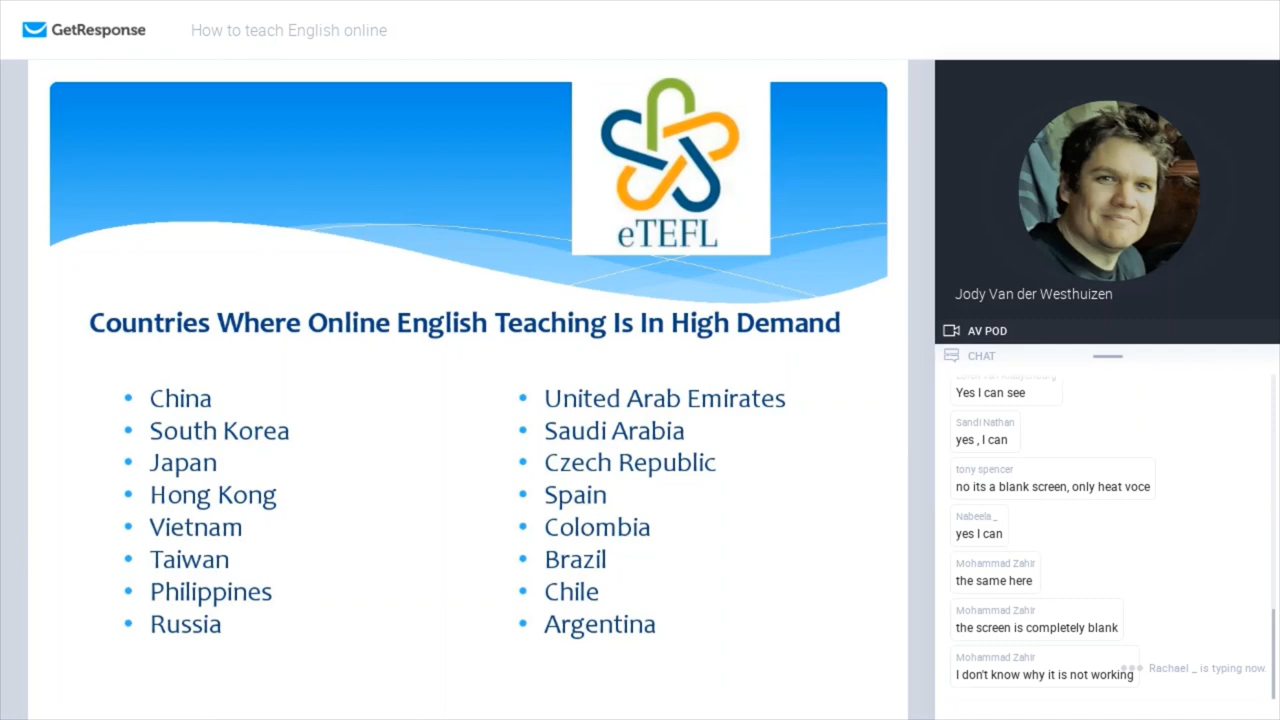 GetResponse
How to teach English online
eTEFL
Countries Where Online English Teaching Is In High Demand
• China
• South Korea
• Japan
• Hong Kong
• Vietnam
• Taiwan
• Philippines
• Russia
• United Arab Emirates
• Saudi Arabia
• Czech Republic
• Spain
• Colombia
• Brazil
• Chile
• Argentina
Jody Van der Westhuizen
AV POD
CHAT
Yes I can see
Sandi Nathan
yes , I can
tony spencer
no its a blank screen, only heat voce
Nabeela _
yes I can
Mohammad Zahir
the same here
Mohammad Zahir
the screen is completely blank
Mohammad Zahir
I don't know why it is not working
Rachael _ is typing now.